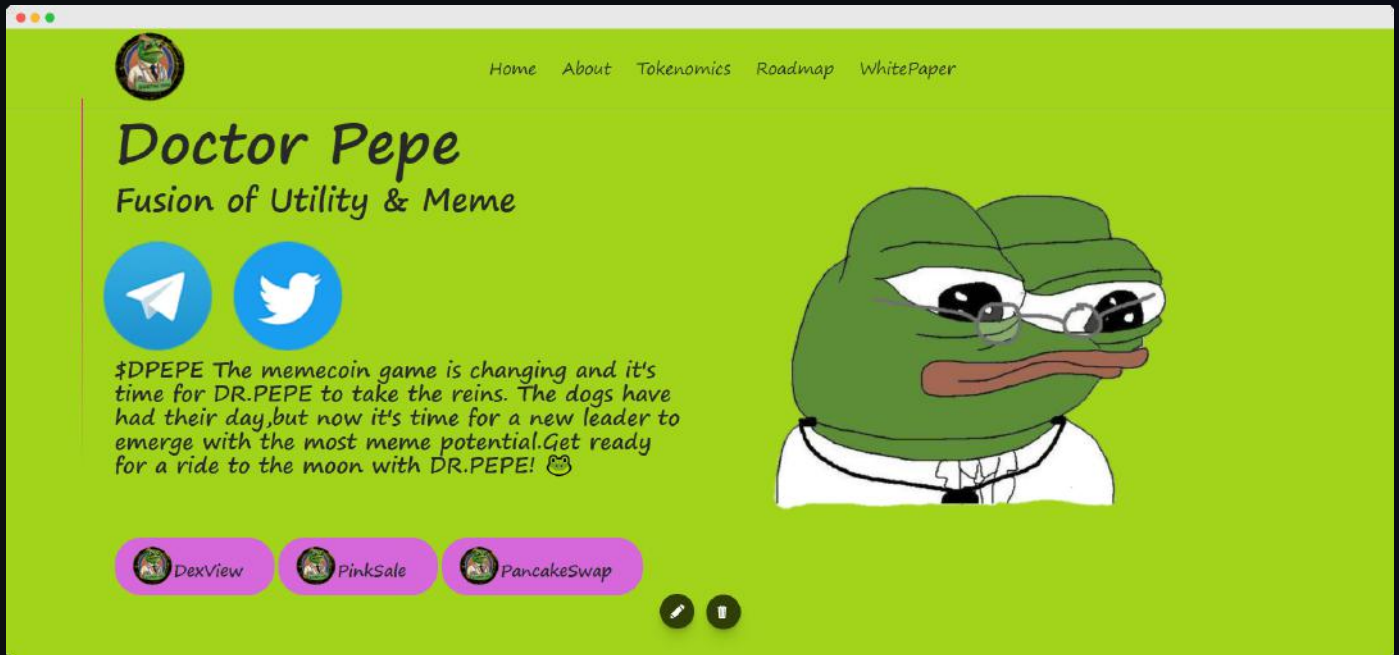 Home About Tokenomics Roadmap WhitePaper
Doctor Pepe
Fusion of Utility & Meme
$DPEPE The memecoin game is changing and it's
time for DR.PEPE to take the reins. The dogs have
had their day,but now it's time for a new leader to
emerge with the most meme potential.Get ready
for a ride to the moon with DR.PEPE! 🐸
DexView PinkSale PancakeSwap